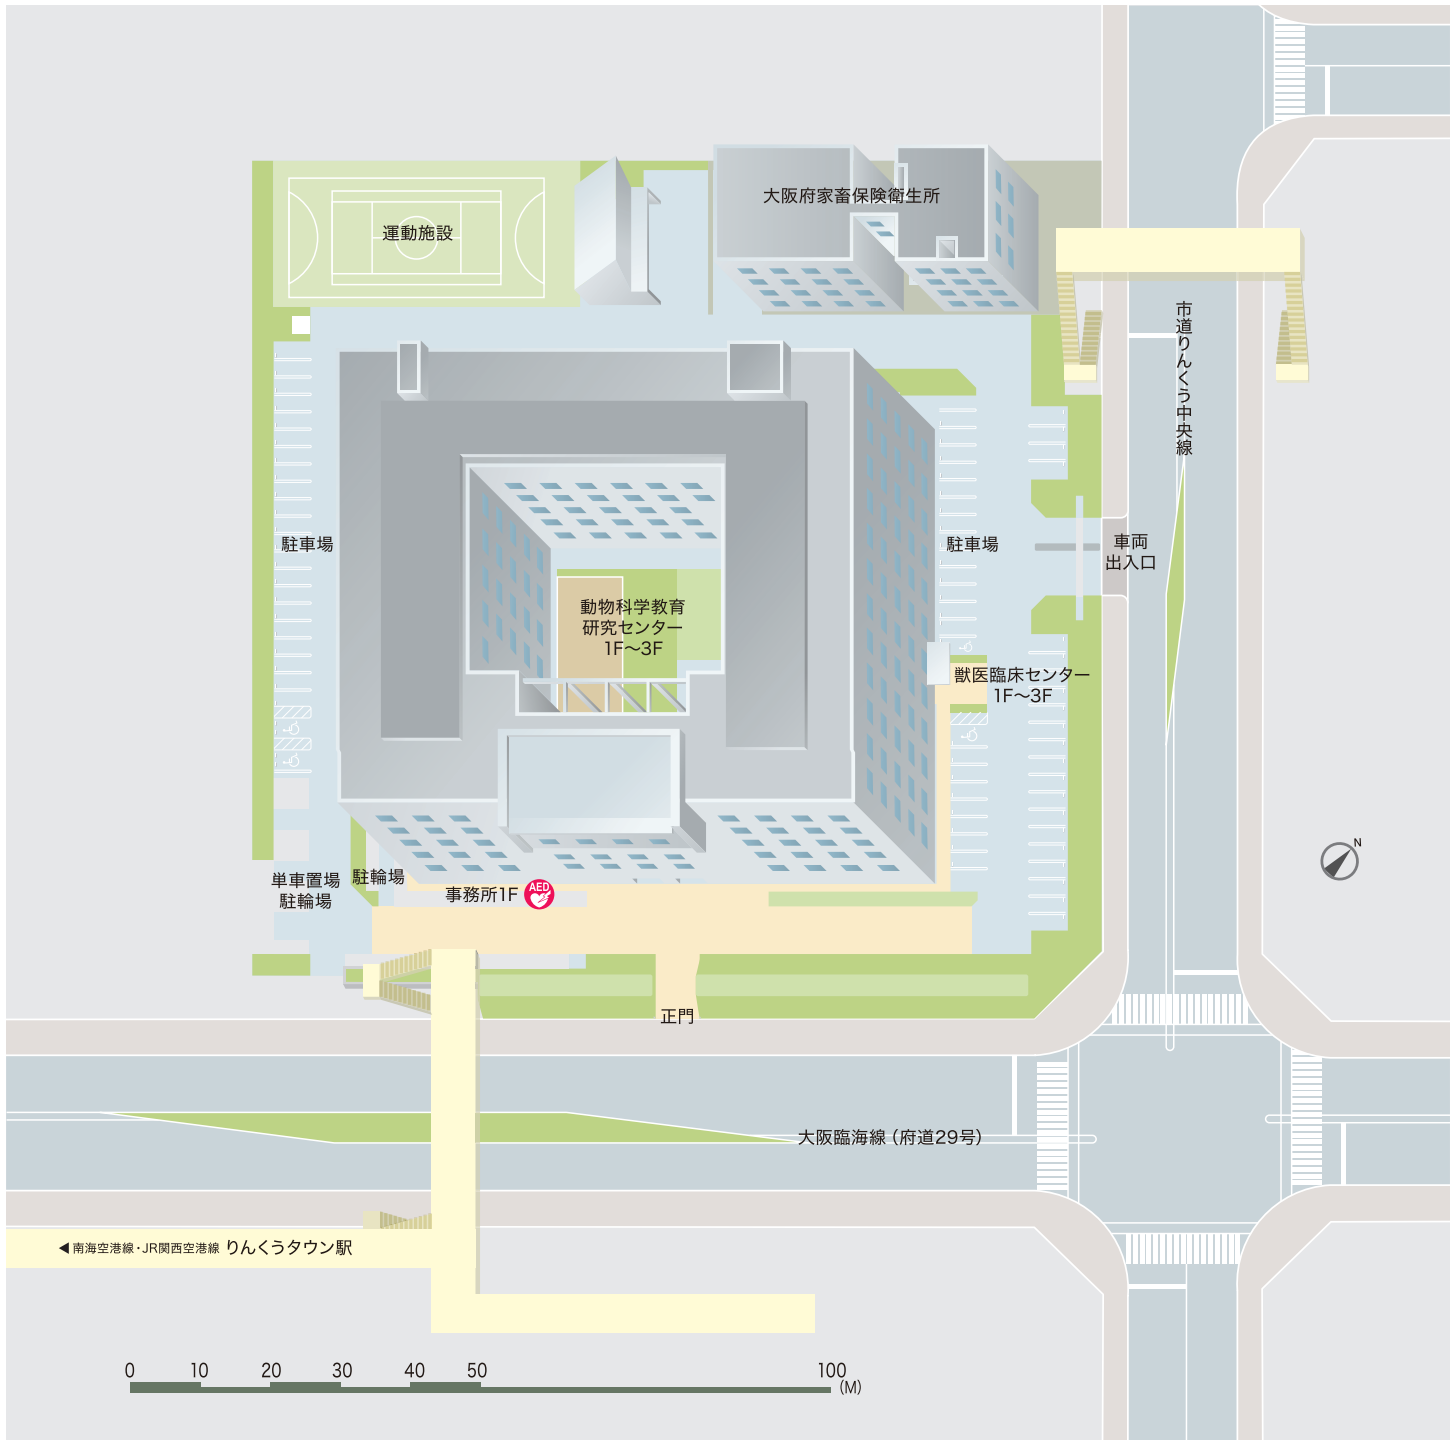 大阪府家畜保険衛生所
運動施設
市道りんくう中央線
駐車場
駐車場
車両
出入口
動物科学教育
研究センター
1F〜3F
獣医臨床センター
1F〜3F
N
単車置場
駐輪場
駐輪場
事務所1F
AED
正門
大阪臨海線（府道29号）
◀ 南海空港線・JR関西空港線 りんくうタウン駅
0 10 20 30 40 50 100
(M)